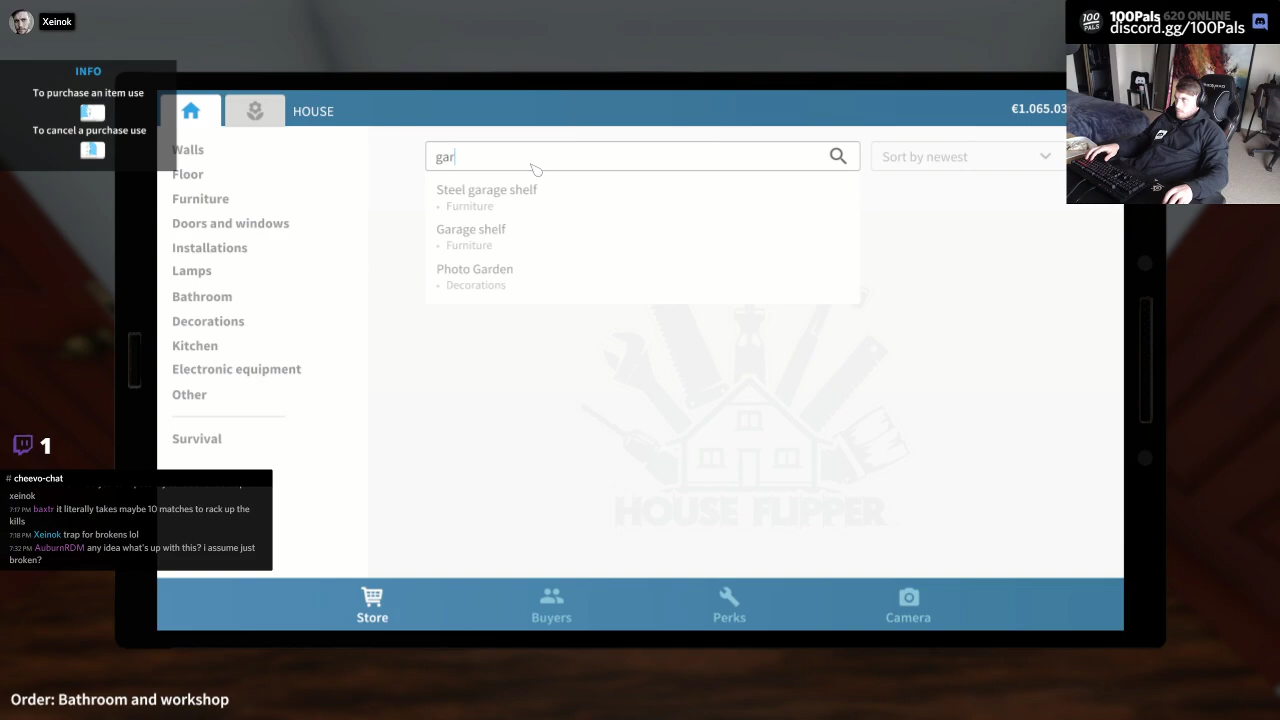 Xeinok
100 PALS
100Pals 620 ONLINE
discord.gg/100Pals
INFO
To purchase an item use
To cancel a purchase use
HOUSE
€1.065.03
Walls
Floor
Furniture
Doors and windows
Installations
Lamps
Bathroom
Decorations
Kitchen
Electronic equipment
Other
Survival
gar
Sort by newest
Steel garage shelf
• Furniture
Garage shelf
• Furniture
Photo Garden
• Decorations
HOUSE FLIPPER
1
# cheevo-chat
xeinok
7:17 PM baxtr it literally takes maybe 10 matches to rack up the
kills
7:18 PM Xeinok trap for brokens lol
7:32 PM AuburnRDM any idea what's up with this? i assume just
broken?
Store
Buyers
Perks
Camera
Order: Bathroom and workshop